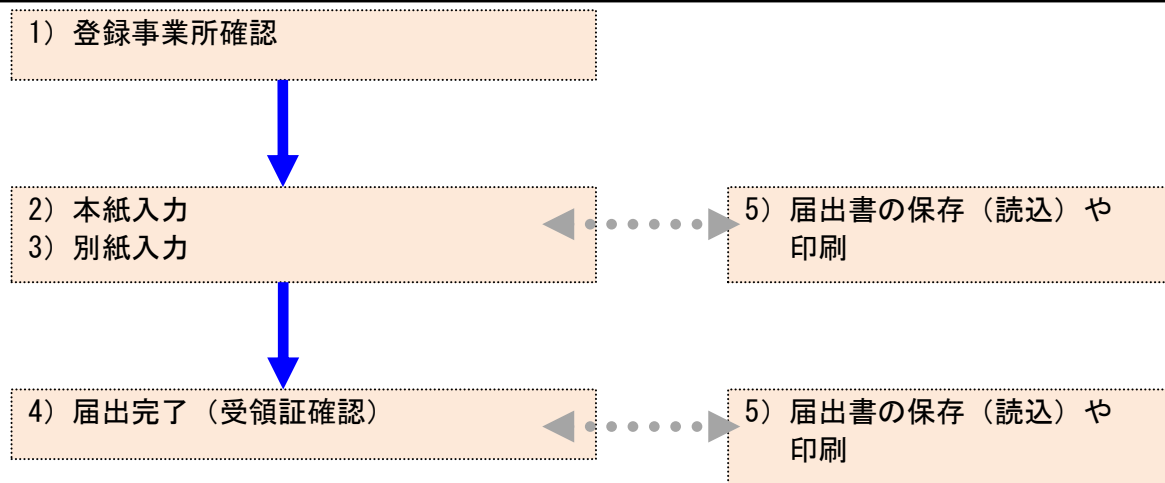 1) 登録事業所確認
2) 本紙入力
3) 別紙入力
5) 届出書の保存（読込）や
印刷
4) 届出完了（受領証確認）
5) 届出書の保存（読込）や
印刷